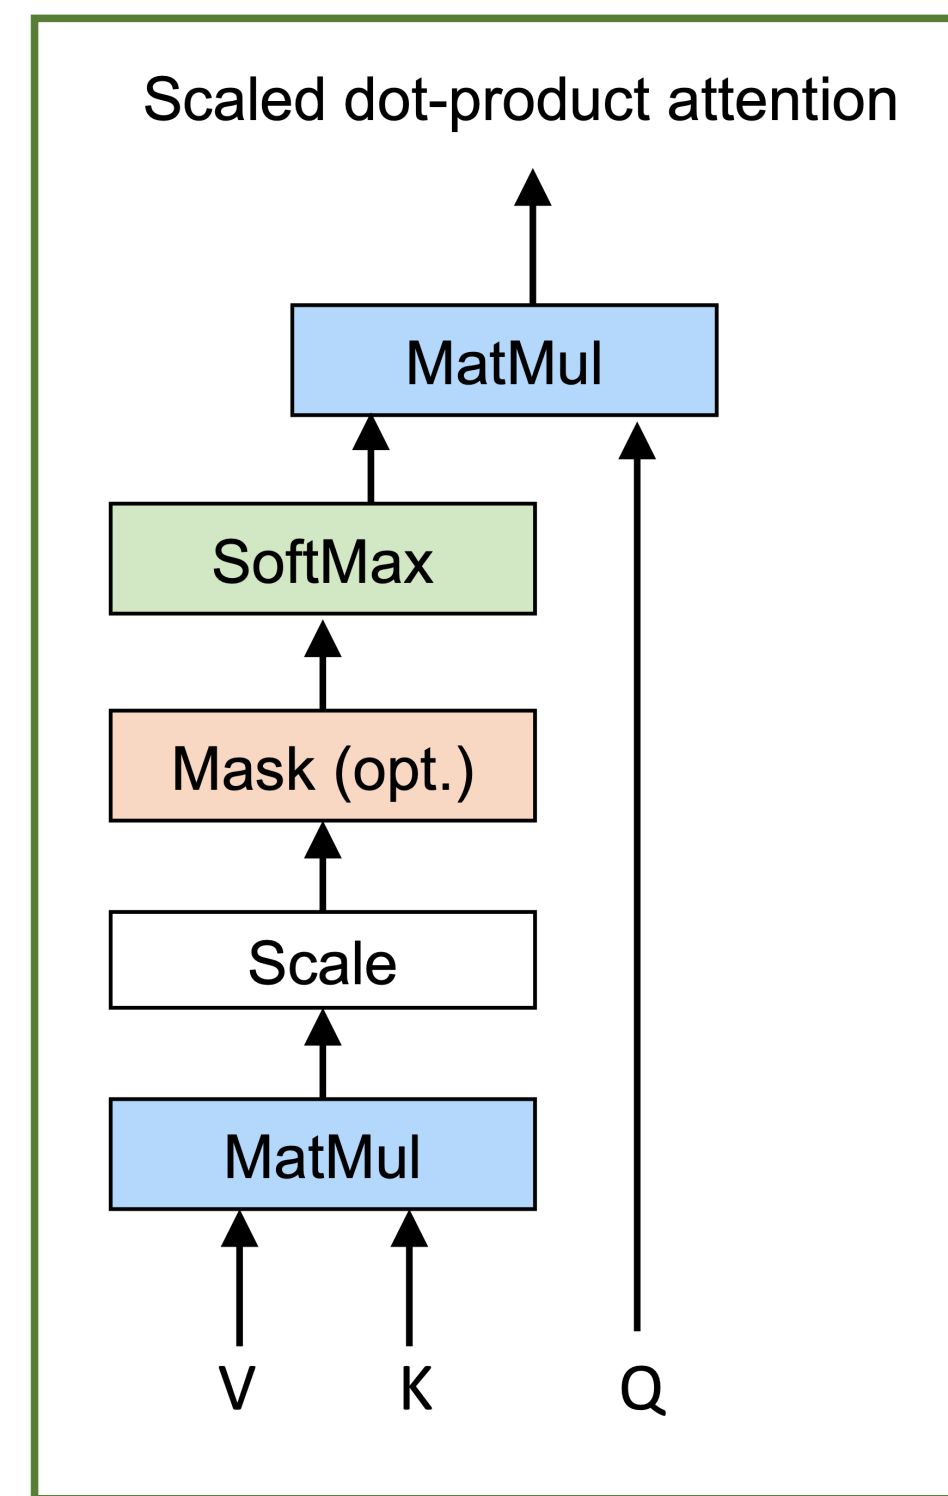 Scaled dot-product attention
MatMul
SoftMax
Mask (opt.)
Scale
MatMul
V K Q